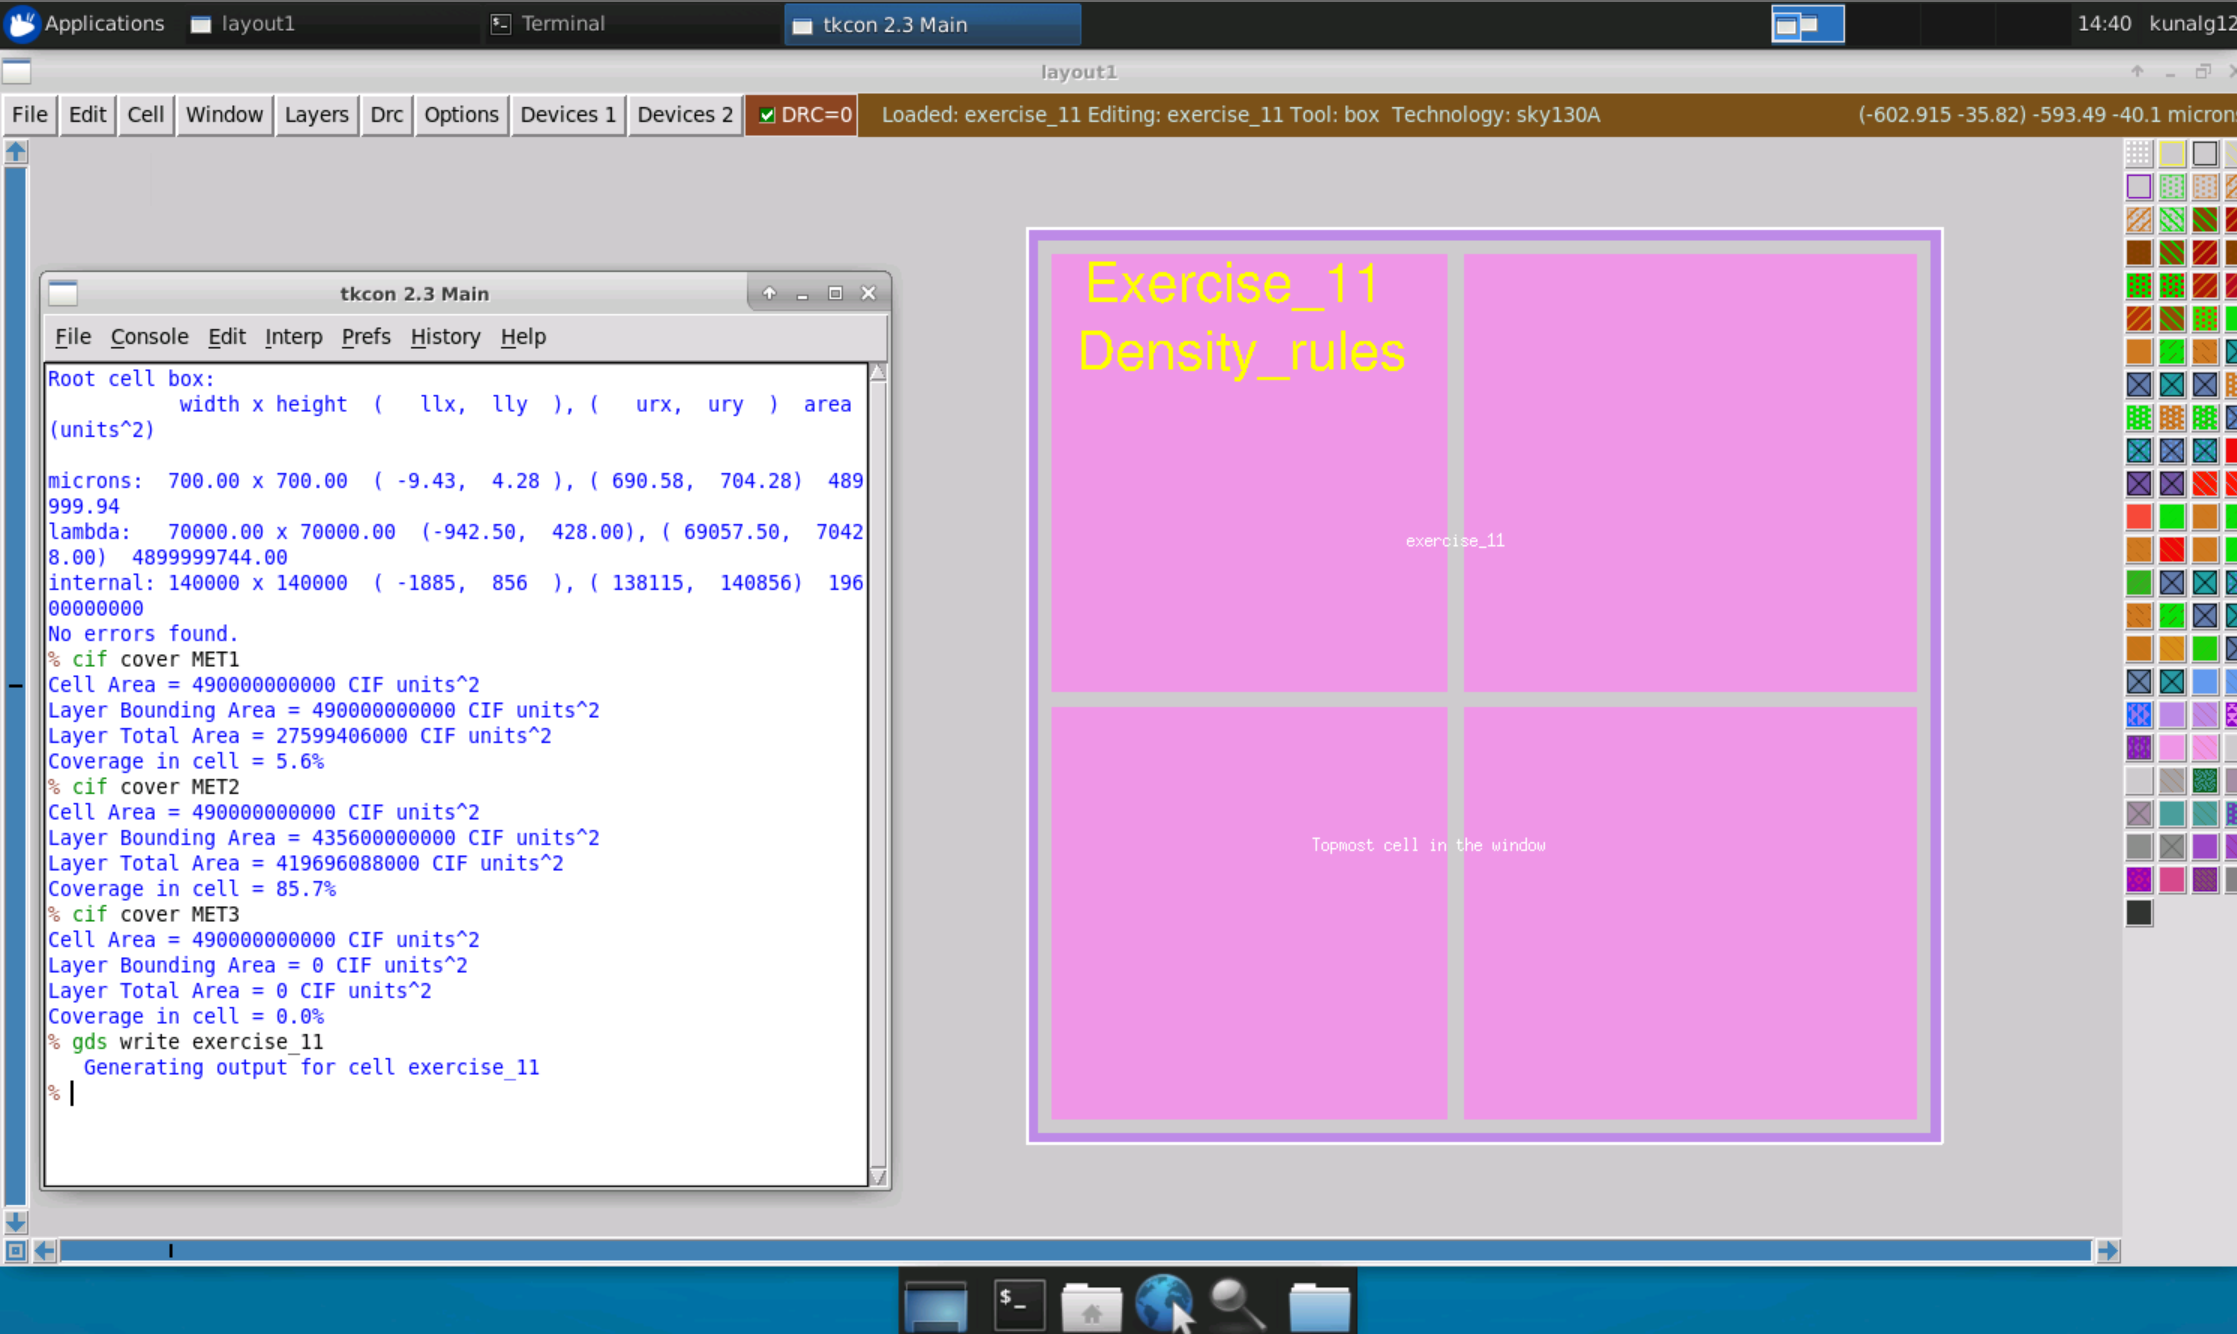 Applications layout1 Terminal tkcon 2.3 Main 14:40 kunalg12
layout1
File Edit Cell Window Layers Drc Options Devices 1 Devices 2 DRC=0 Loaded: exercise_11 Editing: exercise_11 Tool: box Technology: sky130A (-602.915 -35.82) -593.49 -40.1 microns
tkcon 2.3 Main
File Console Edit Interp Prefs History Help
Root cell box:
width x height ( llx, lly ), ( urx, ury ) area
(units^2)
microns: 700.00 x 700.00 ( -9.43, 4.28 ), ( 690.58, 704.28) 489
999.94
lambda: 70000.00 x 70000.00 (-942.50, 428.00), ( 69057.50, 7042
8.00) 4899999744.00
internal: 140000 x 140000 ( -1885, 856 ), ( 138115, 140856) 196
00000000
No errors found.
% cif cover MET1
Cell Area = 490000000000 CIF units^2
Layer Bounding Area = 490000000000 CIF units^2
Layer Total Area = 27599406000 CIF units^2
Coverage in cell = 5.6%
% cif cover MET2
Cell Area = 490000000000 CIF units^2
Layer Bounding Area = 435600000000 CIF units^2
Layer Total Area = 419696088000 CIF units^2
Coverage in cell = 85.7%
% cif cover MET3
Cell Area = 490000000000 CIF units^2
Layer Bounding Area = 0 CIF units^2
Layer Total Area = 0 CIF units^2
Coverage in cell = 0.0%
% gds write exercise_11
Generating output for cell exercise_11
%
Exercise_11
Density_rules
exercise_11
Topmost cell in the window
$_